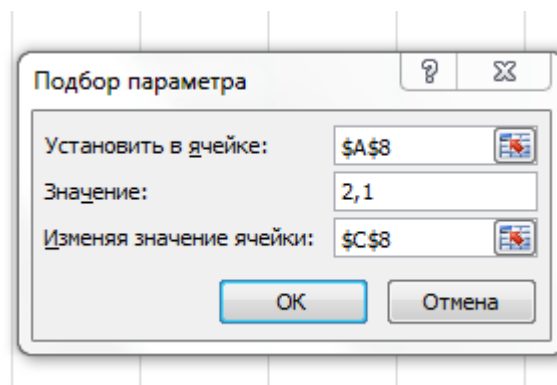 Подбор параметра
Установить в ячейке: $A$8
Значение: 2,1
Изменяя значение ячейки: $C$8
ОК Отмена